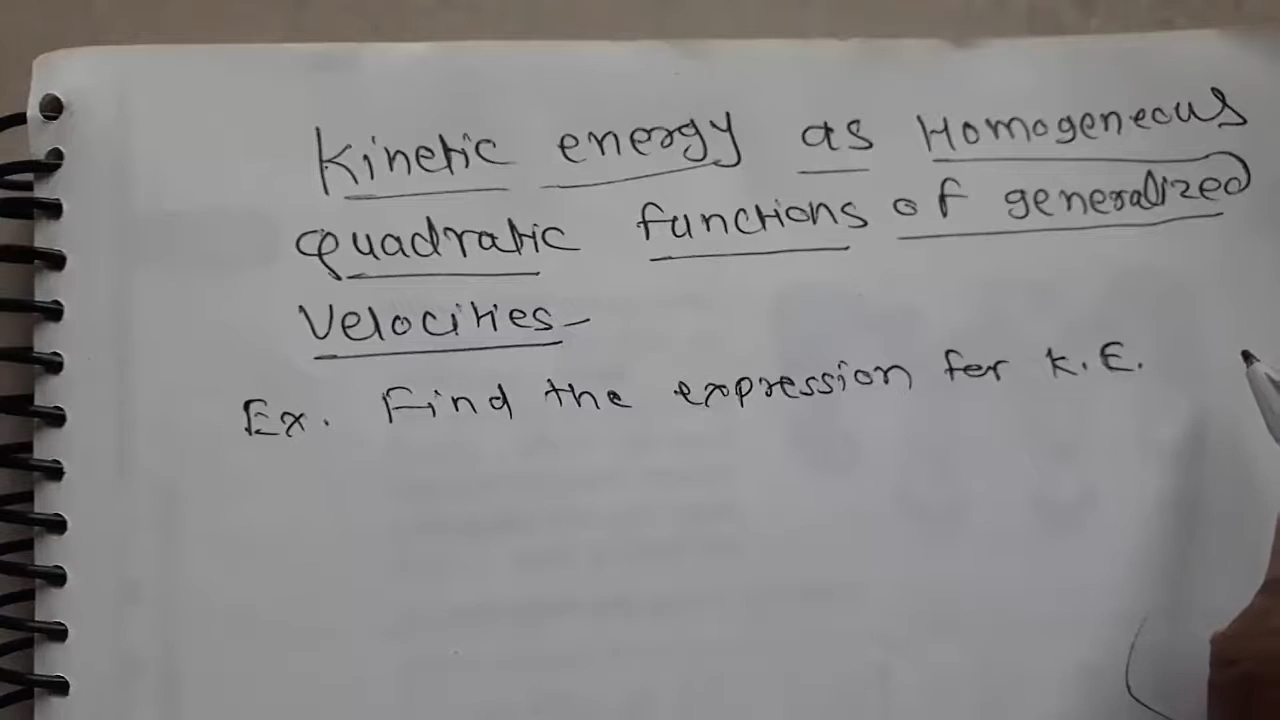 Kinetic energy as Homogeneous
quadratic functions of generalized
Velocities-
Ex. Find the expression for K.E.